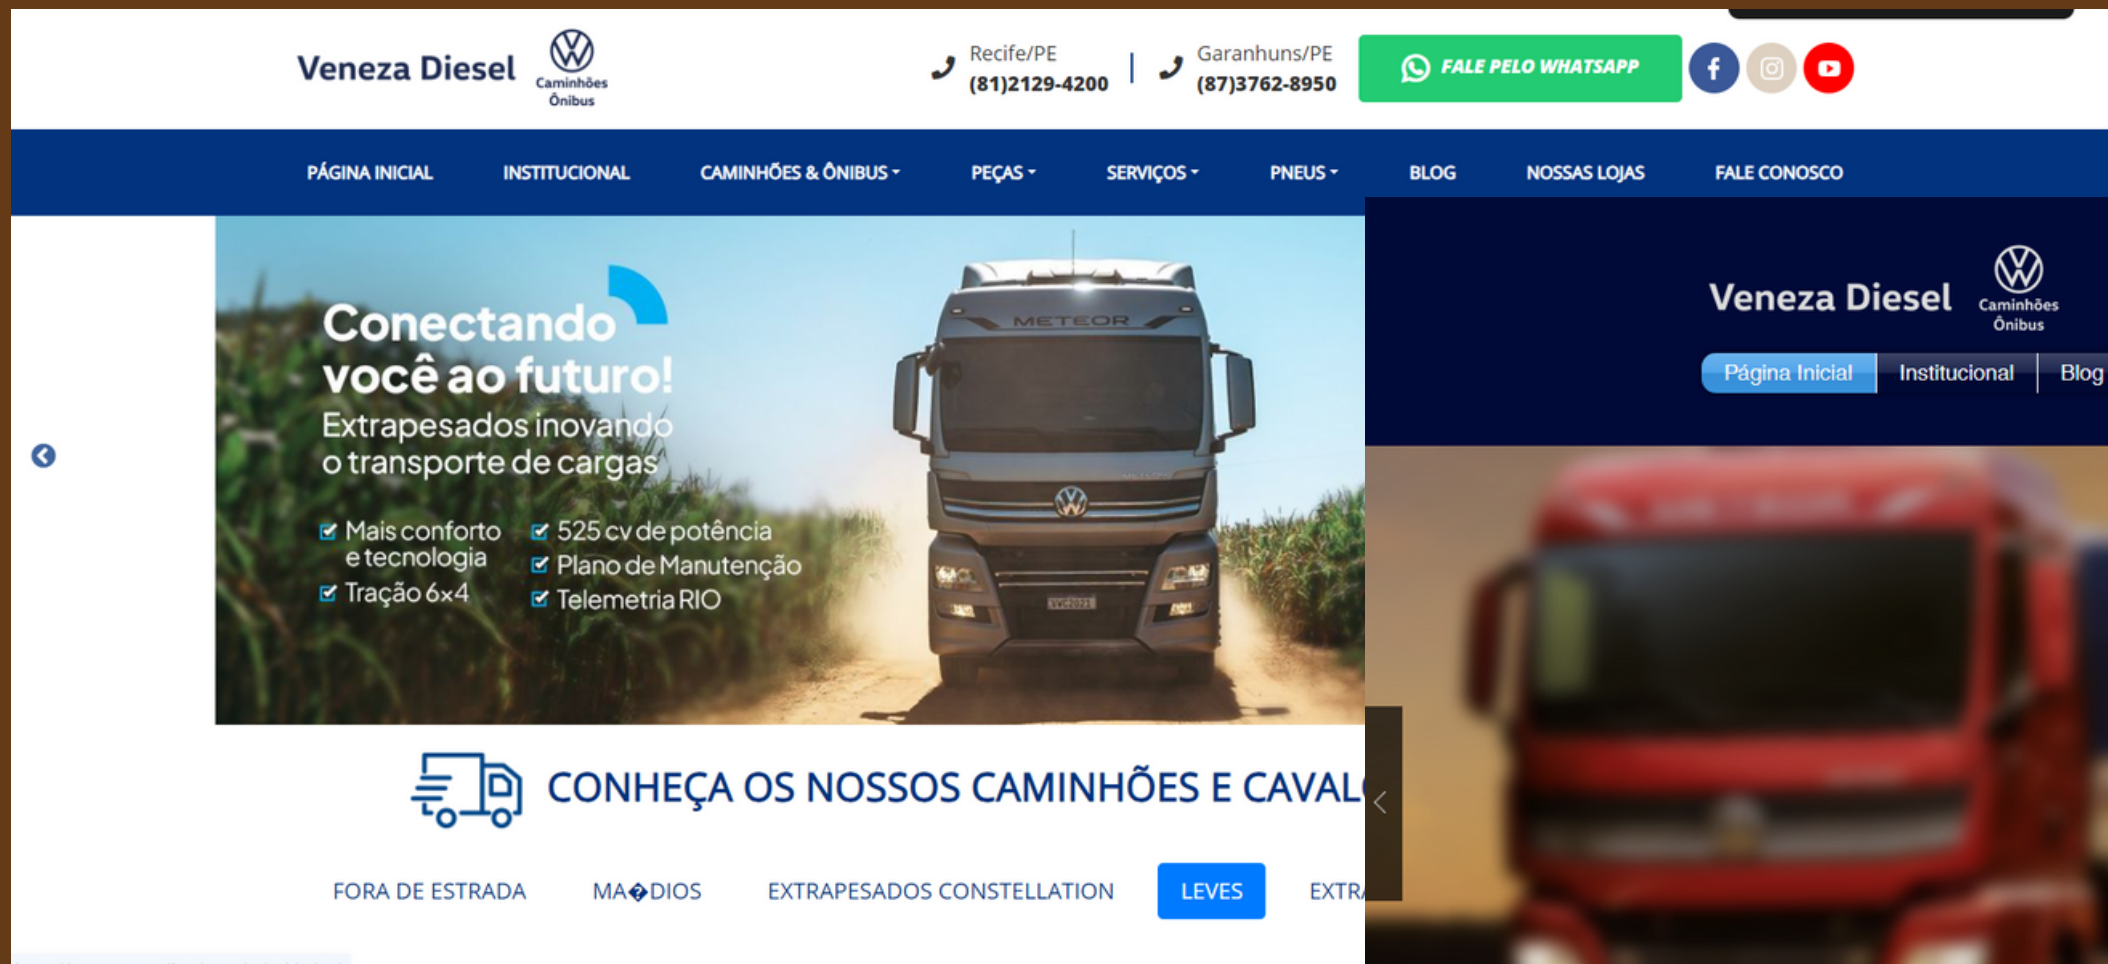 Veneza Diesel
Caminhões
Ônibus
Recife/PE
(81)2129-4200
Garanhuns/PE
(87)3762-8950
FALE PELO WHATSAPP
PÁGINA INICIAL
INSTITUCIONAL
CAMINHÕES & ÔNIBUS
PEÇAS
SERVIÇOS
PNEUS
BLOG
NOSSAS LOJAS
FALE CONOSCO
Conectando
você ao futuro!
Extrapesados inovando
o transporte de cargas
Mais conforto
e tecnologia
Tração 6x4
525 cv de potência
Plano de Manutenção
Telemetria RIO
METEOR
VVC2021
Veneza Diesel
Caminhões
Ônibus
Página Inicial
Institucional
Blog
CONHEÇA OS NOSSOS CAMINHÕES E CAVAL
FORA DE ESTRADA
MA�DIOS
EXTRAPESADOS CONSTELLATION
LEVES
EXTR